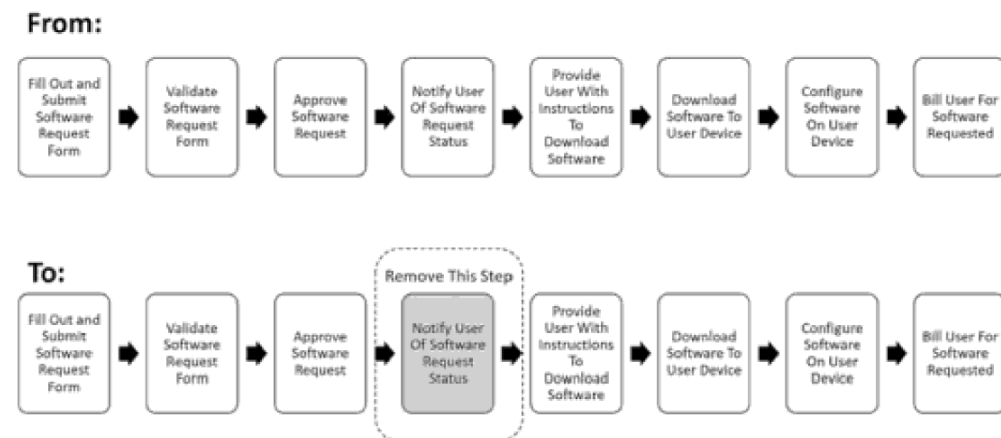 From:
Fill Out and
Submit
Software
Request
Form
Validate
Software
Request
Form
Approve
Software
Request
Notify User
Of Software
Request
Status
Provide
User With
Instructions
To
Download
Software
Download
Software To
User Device
Configure
Software
On User
Device
Bill User For
Software
Requested
To:
Remove This Step
Fill Out and
Submit
Software
Request
Form
Validate
Software
Request
Form
Approve
Software
Request
Notify User
Of Software
Request
Status
Provide
User With
Instructions
To
Download
Software
Download
Software To
User Device
Configure
Software
On User
Device
Bill User For
Software
Requested